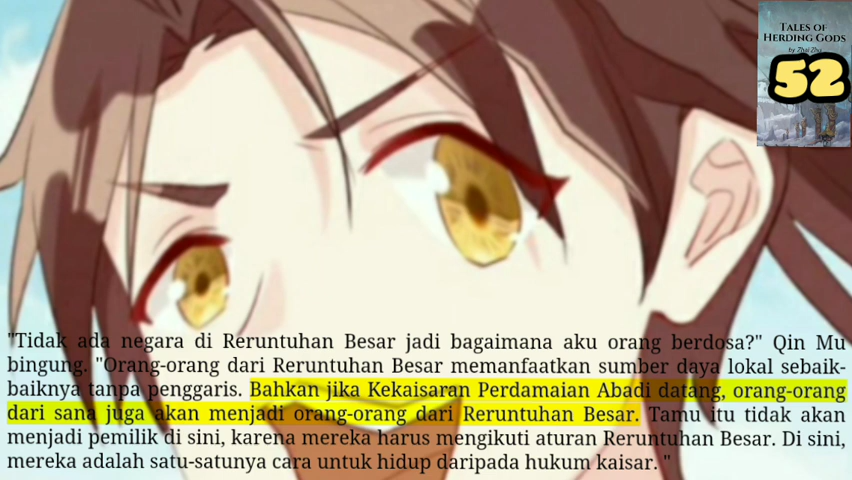 TALES OF
HERDING GODS
by Zhai Zhu
52
"Tidak ada negara di Reruntuhan Besar jadi bagaimana aku orang berdosa?" Qin Mu
bingung. "Orang-orang dari Reruntuhan Besar memanfaatkan sumber daya lokal sebaik-
baiknya tanpa penggaris. Bahkan jika Kekaisaran Perdamaian Abadi datang, orang-orang
dari sana juga akan menjadi orang-orang dari Reruntuhan Besar. Tamu itu tidak akan
menjadi pemilik di sini, karena mereka harus mengikuti aturan Reruntuhan Besar. Di sini,
mereka adalah satu-satunya cara untuk hidup daripada hukum kaisar. "